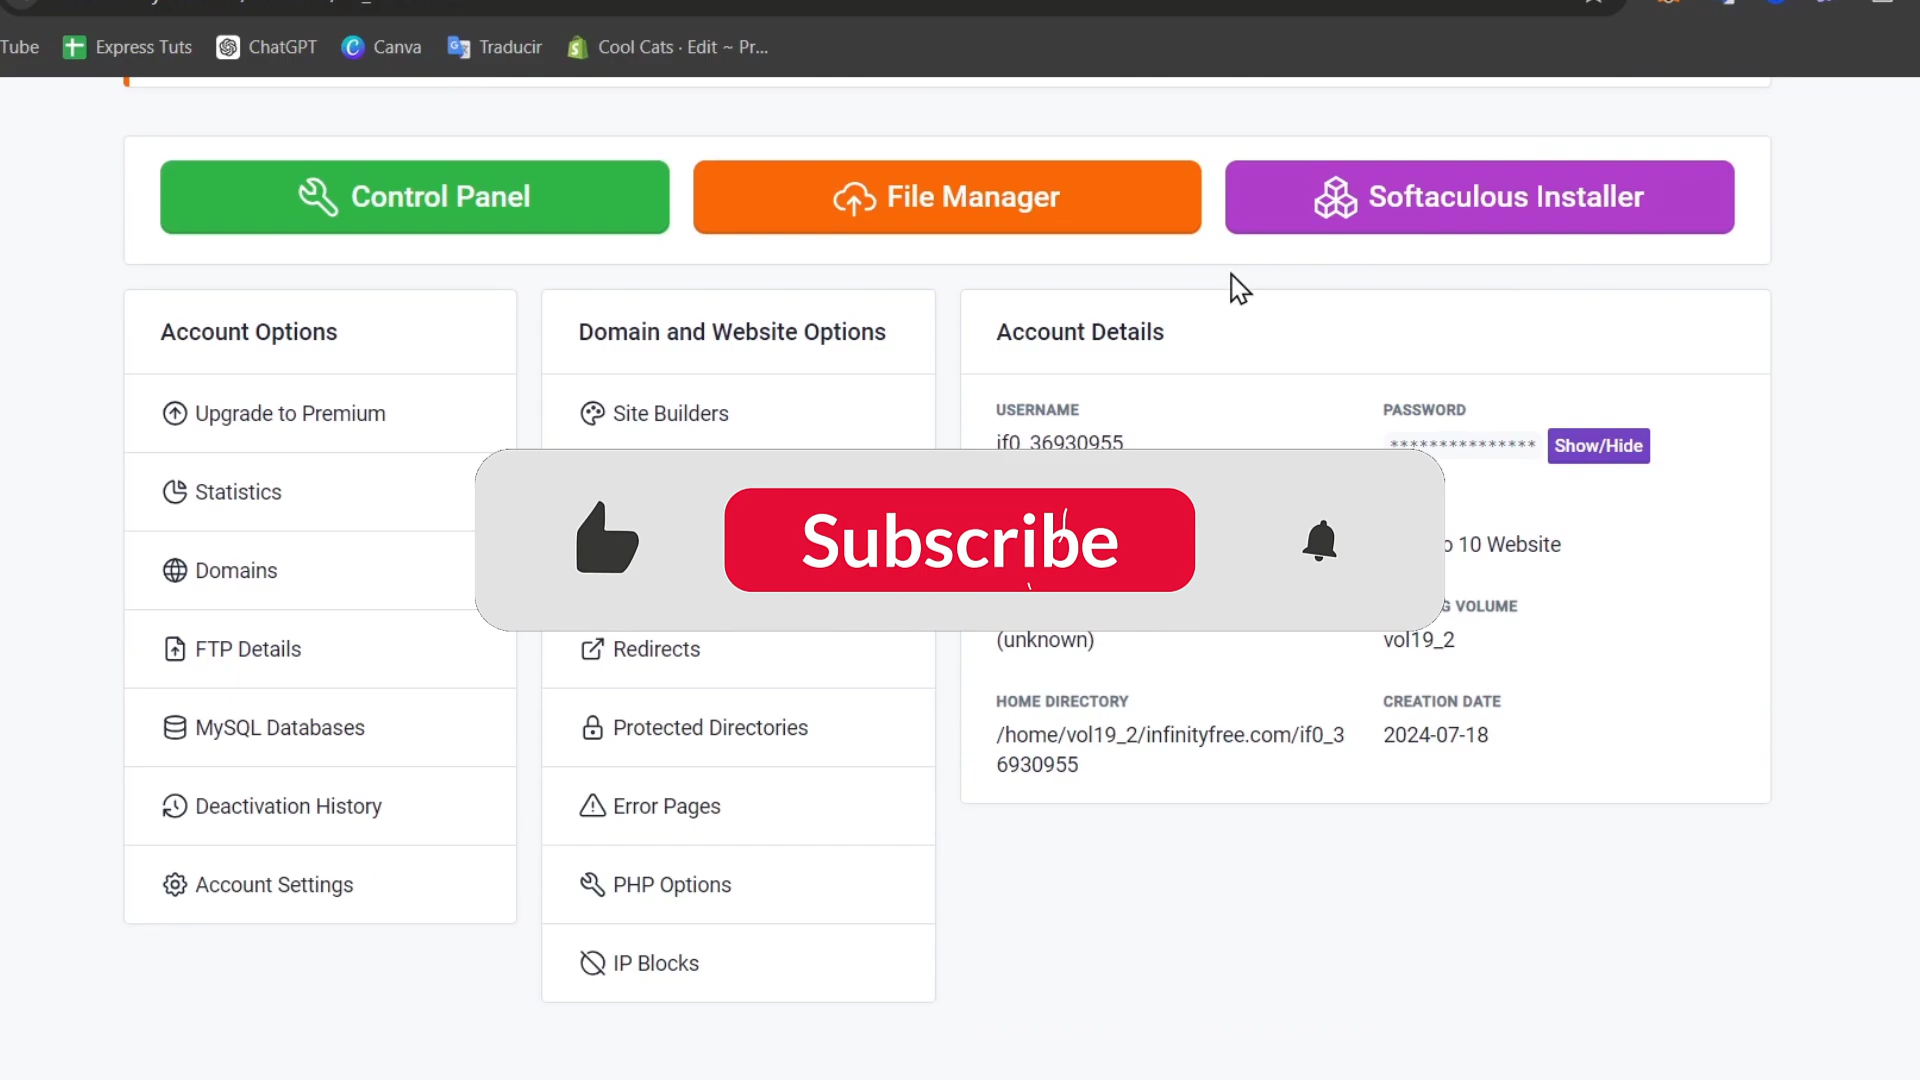 Tube
Express Tuts
ChatGPT
Canva
Traducir
Cool Cats · Edit ~ Pr...
Control Panel
File Manager
Softaculous Installer
Account Options
Upgrade to Premium
Statistics
Domains
FTP Details
MySQL Databases
Deactivation History
Account Settings
Domain and Website Options
Site Builders
Redirects
Protected Directories
Error Pages
PHP Options
IP Blocks
Account Details
USERNAME
if0_36930955
PASSWORD
***************
Show/Hide
10 Website
VOLUME
(unknown)
vol19_2
HOME DIRECTORY
/home/vol19_2/infinityfree.com/if0_3
6930955
CREATION DATE
2024-07-18
Subscribe